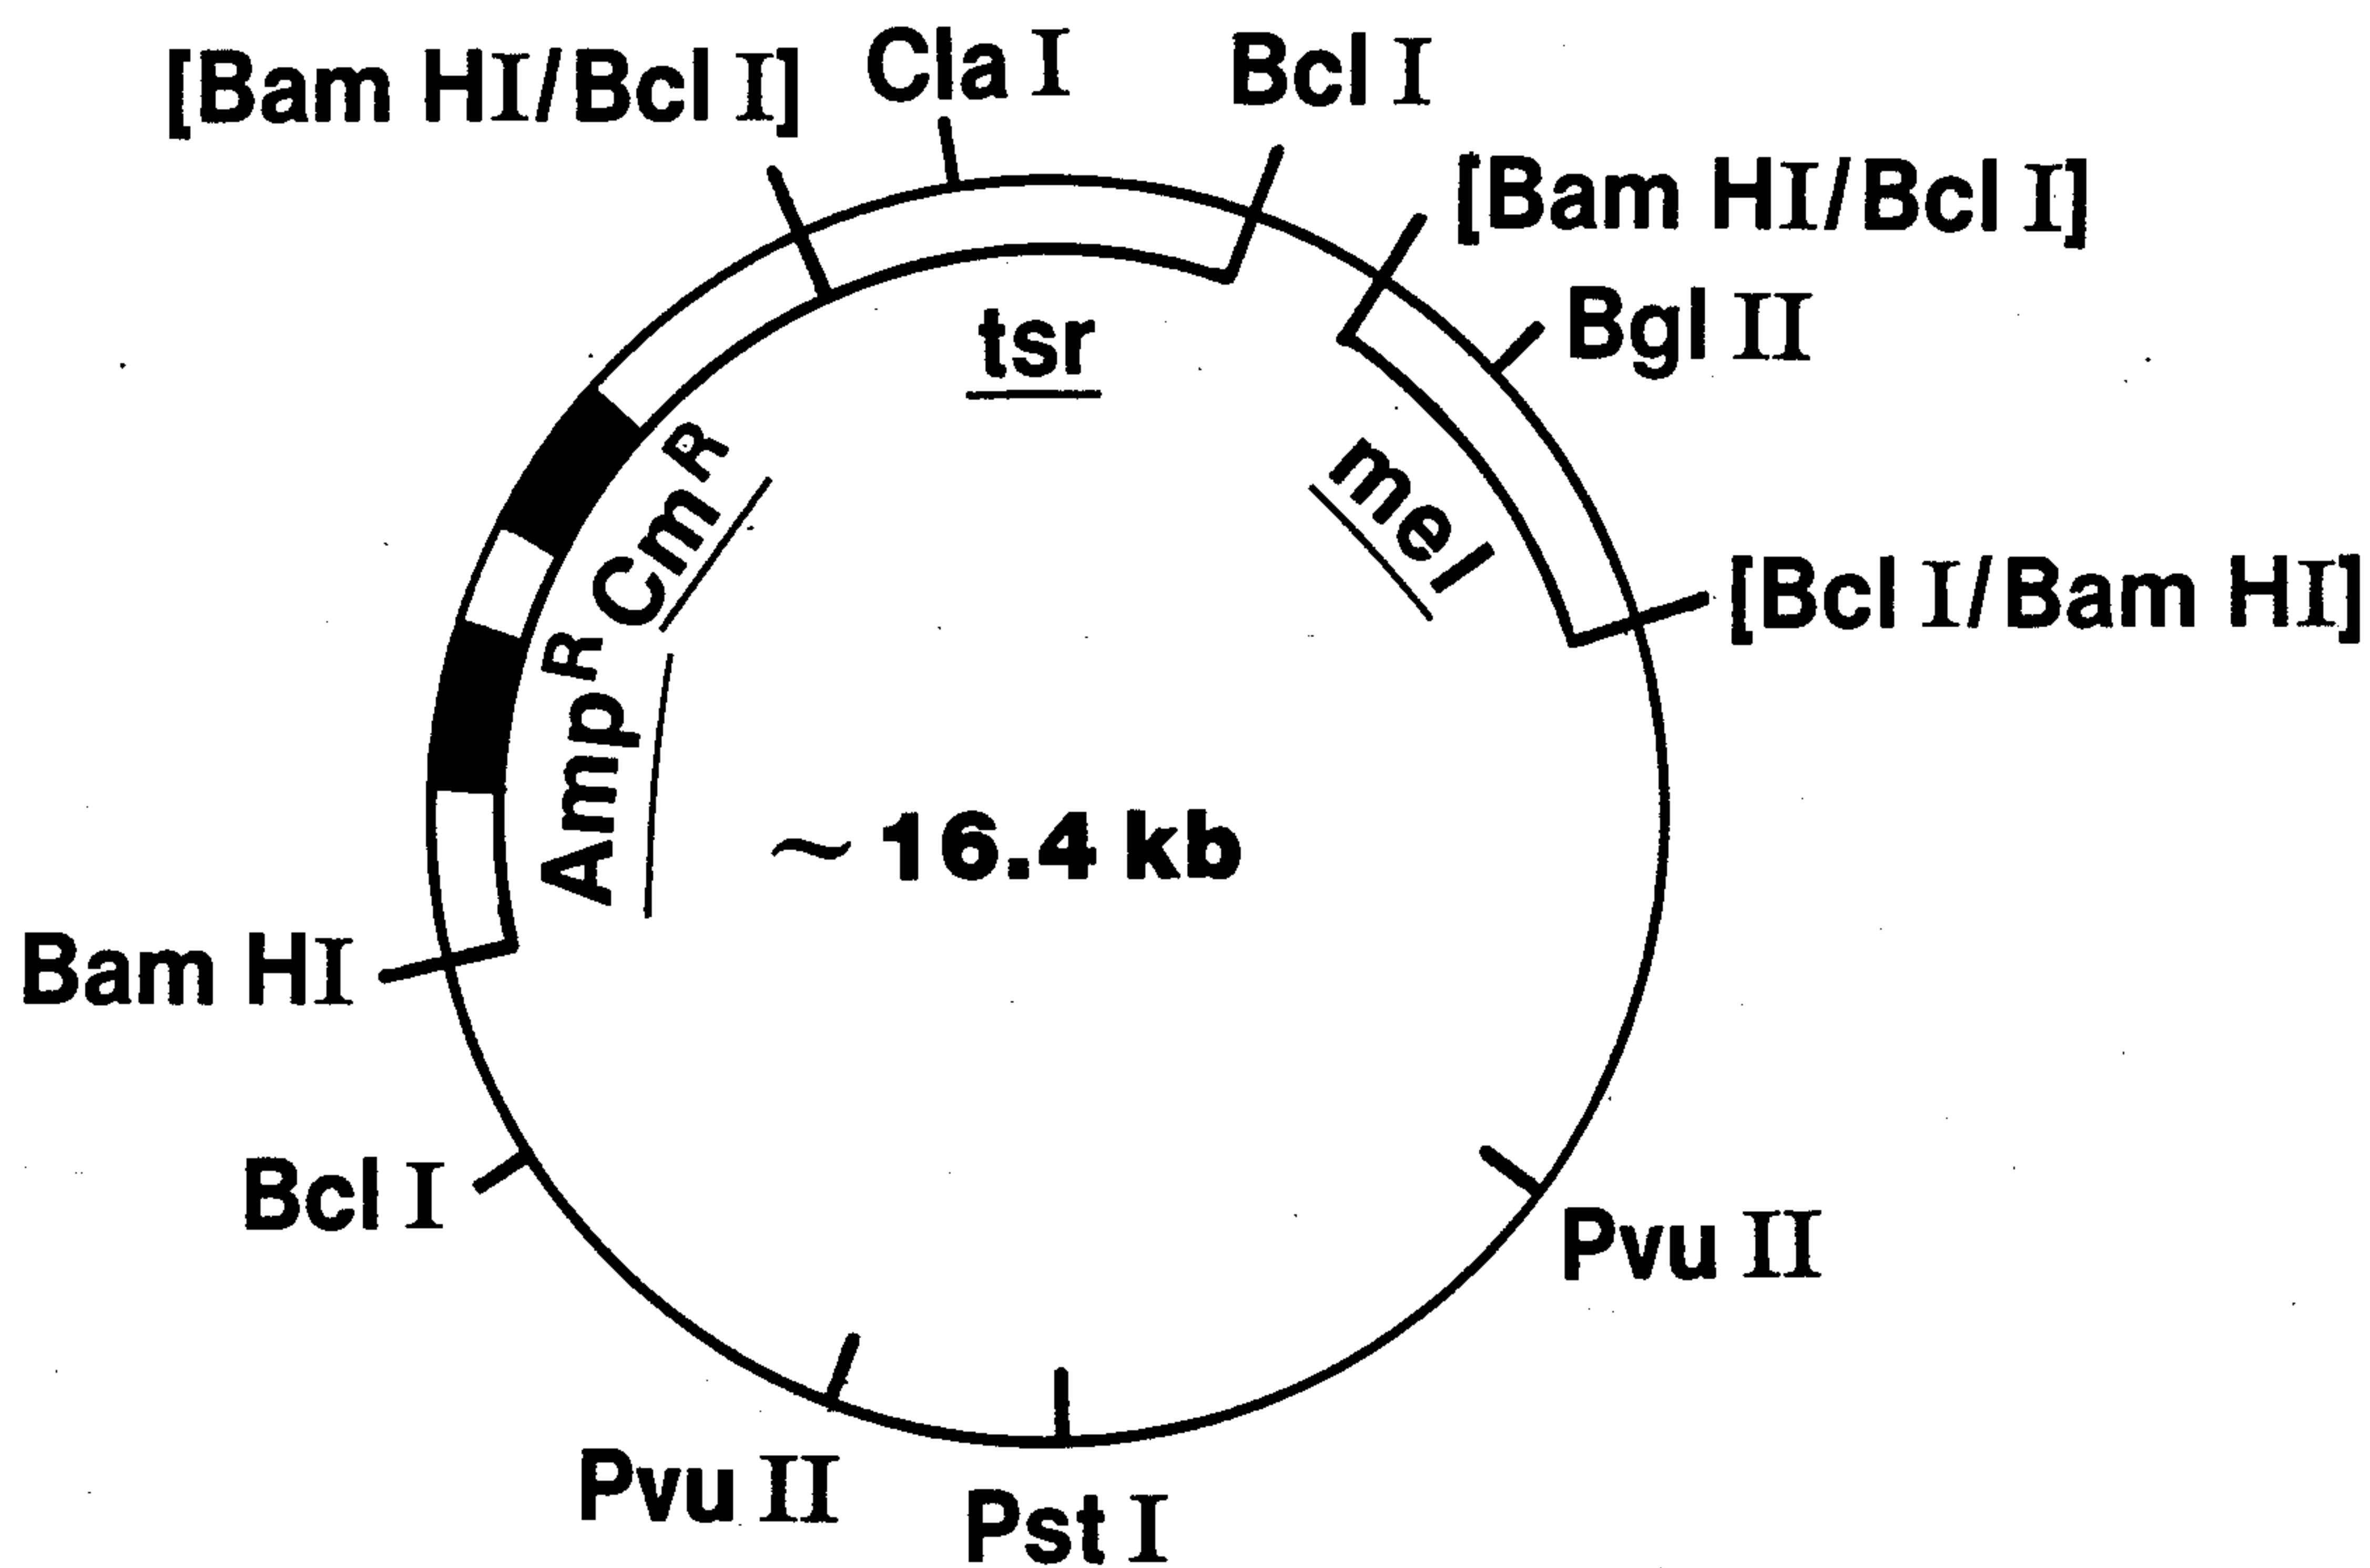 [Bam HI/Bcl I]
Cla I
Bcl I
[Bam HI/Bcl I]
Bgl II
tsr
mel
Cm^R
Amp^R
[Bcl I/Bam HI]
~ 16.4 kb
Bam HI
Bcl I
Pvu II
Pvu II
Pst I